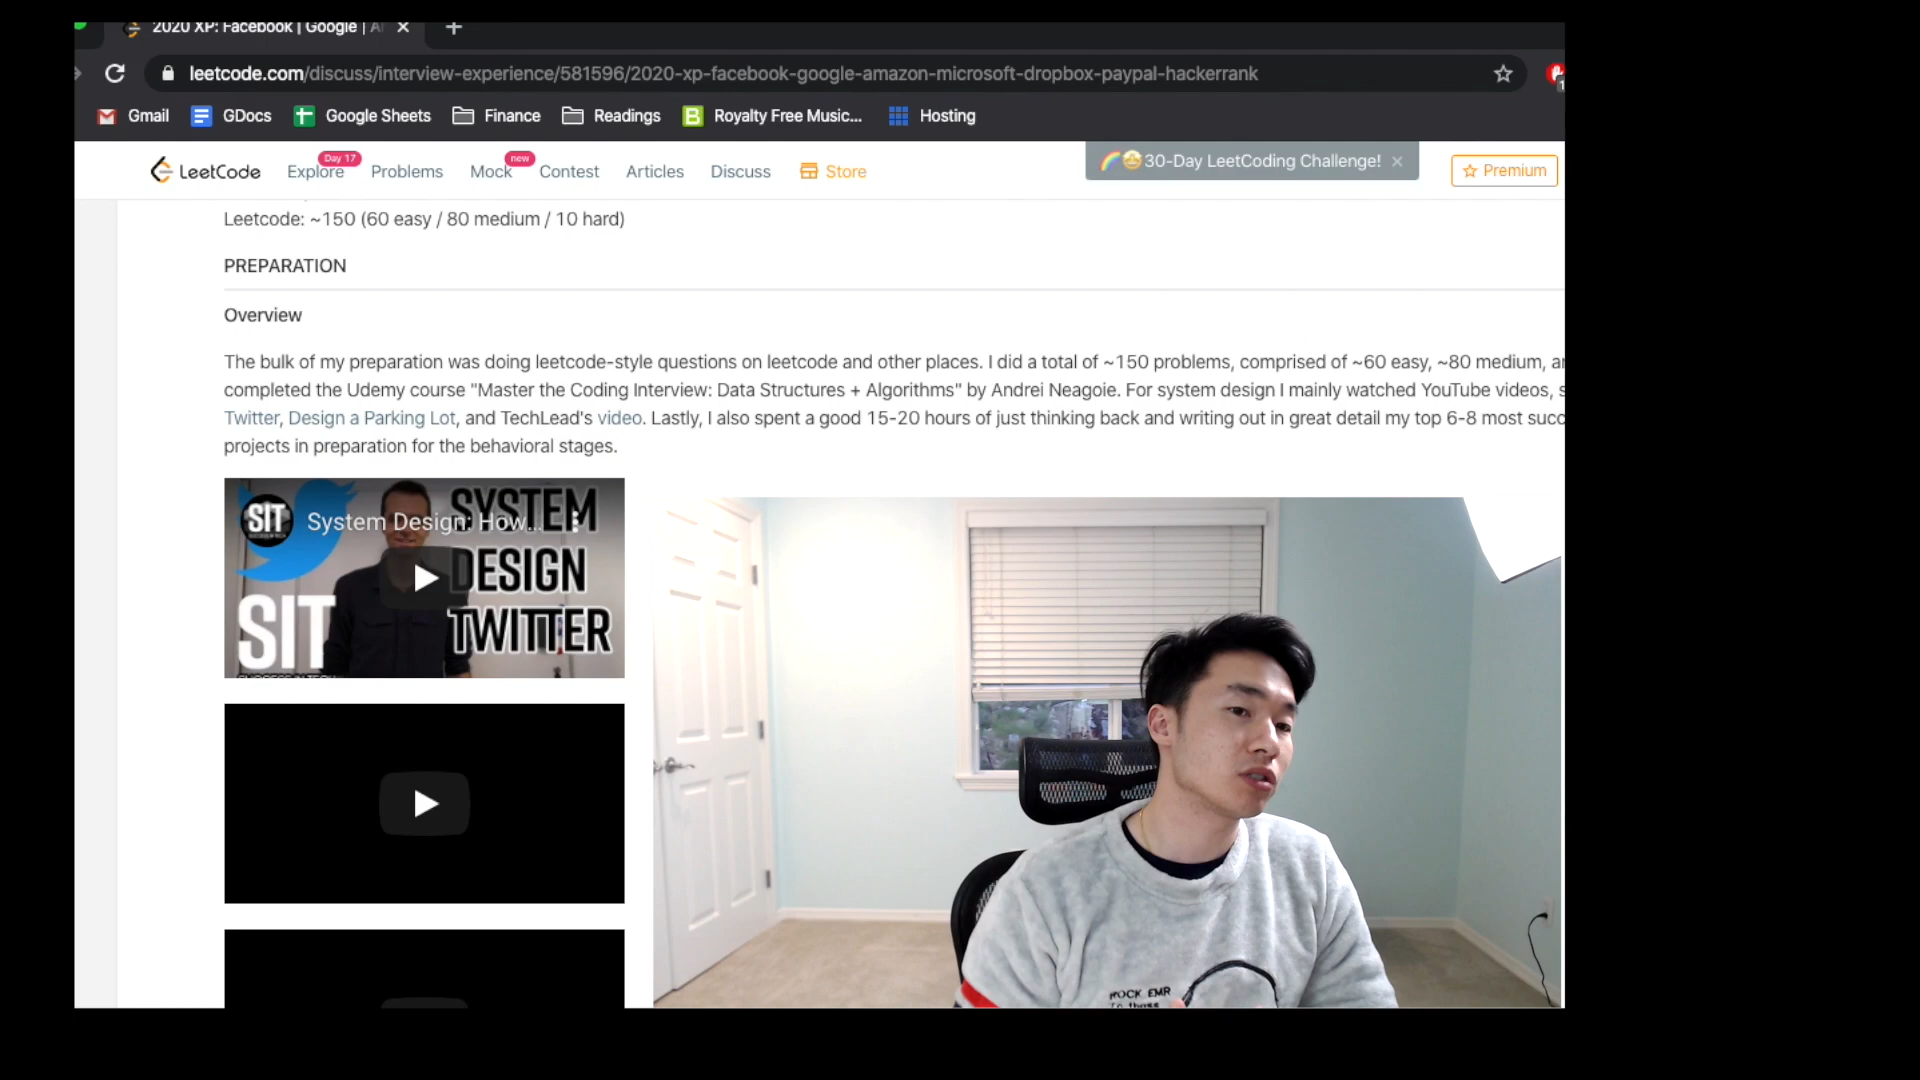 2020 XP: Facebook | Google |
leetcode.com/discuss/interview-experience/581596/2020-xp-facebook-google-amazon-microsoft-dropbox-paypal-hackerrank
Gmail GDocs Google Sheets Finance Readings Royalty Free Music... Hosting
Day 17 new
LeetCode Explore Problems Mock Contest Articles Discuss Store 30-Day LeetCoding Challenge! Premium
Leetcode: ~150 (60 easy / 80 medium / 10 hard)
PREPARATION
Overview
The bulk of my preparation was doing leetcode-style questions on leetcode and other places. I did a total of ~150 problems, comprised of ~60 easy, ~80 medium,
completed the Udemy course "Master the Coding Interview: Data Structures + Algorithms" by Andrei Neagoie. For system design I mainly watched YouTube videos,
Twitter, Design a Parking Lot, and TechLead's video. Lastly, I also spent a good 15-20 hours of just thinking back and writing out in great detail my top 6-8 most
projects in preparation for the behavioral stages.
SIT System Design: How...
SYSTEM
DESIGN
TWITTER
SIT
ROCK EMR